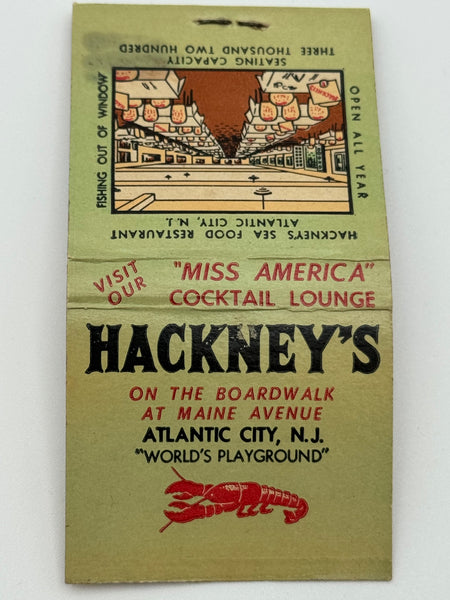 SEATING CAPACITY
THREE THOUSAND TWO HUNDRED
FISHING OUT OF WINDOW
OPEN ALL YEAR
HACKNEY'S SEA FOOD RESTAURANT
ATLANTIC CITY, N.J.
VISIT
OUR
"MISS AMERICA"
COCKTAIL LOUNGE
HACKNEY'S
ON THE BOARDWALK
AT MAINE AVENUE
ATLANTIC CITY, N.J.
"WORLD'S PLAYGROUND"